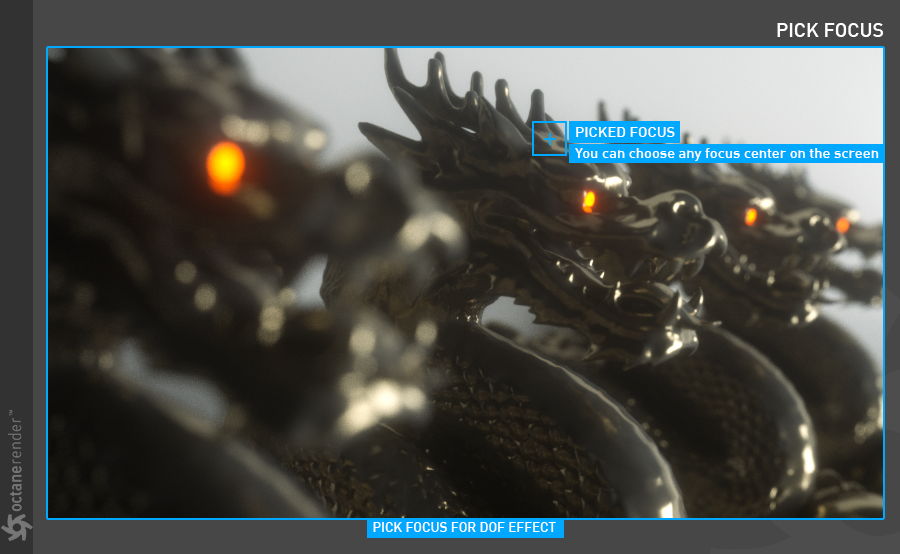 PICK FOCUS
PICKED FOCUS
You can choose any focus center on the screen
octanerender™
PICK FOCUS FOR DOF EFFECT